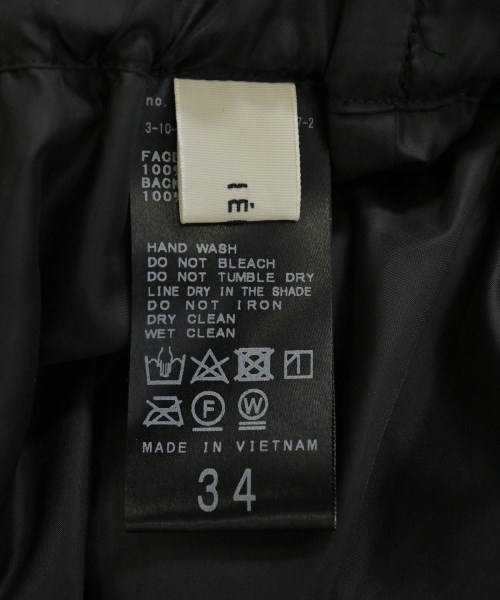 no.
3-10-
7-2
FACE
100%
BACK
100%
HAND WASH
DO NOT BLEACH
DO NOT TUMBLE DRY
LINE DRY IN THE SHADE
DO NOT IRON
DRY CLEAN
WET CLEAN
F
W
MADE IN VIETNAM
34